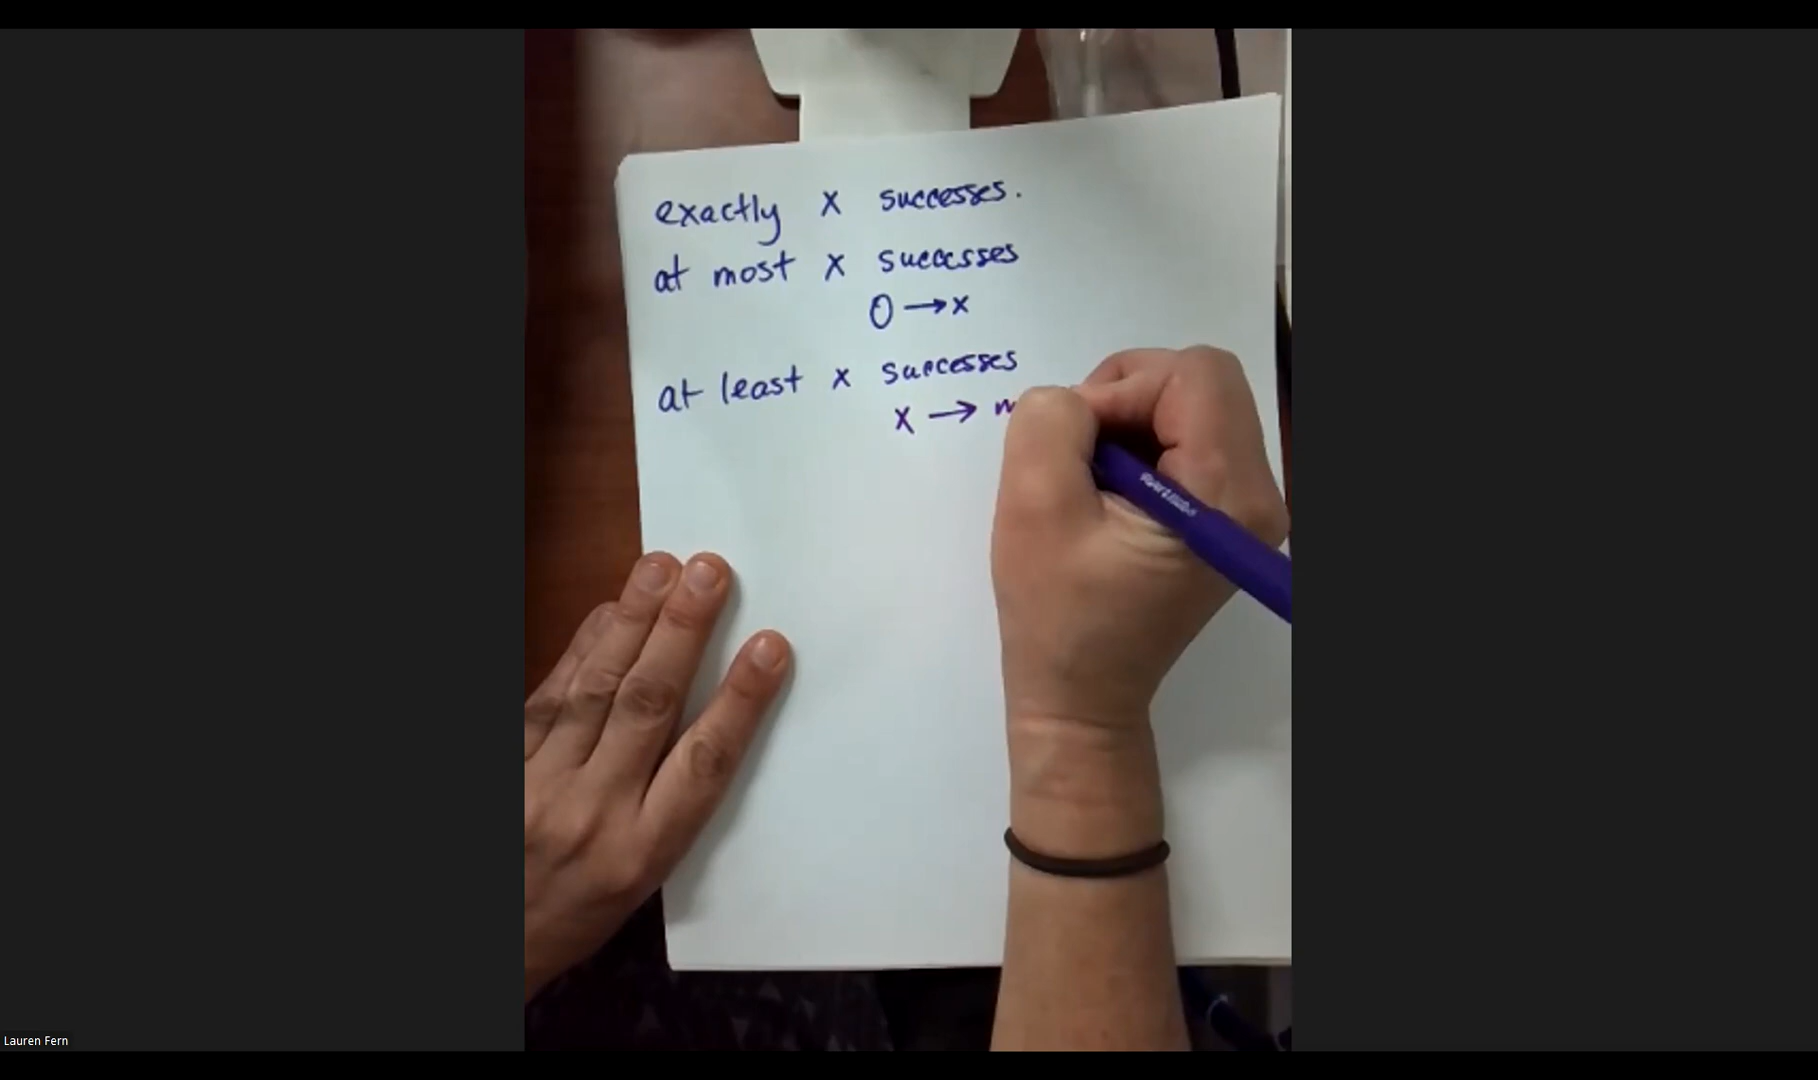 exactly x successes.
at most x successes
0 → x
at least x successes
x → m
Lauren Fern